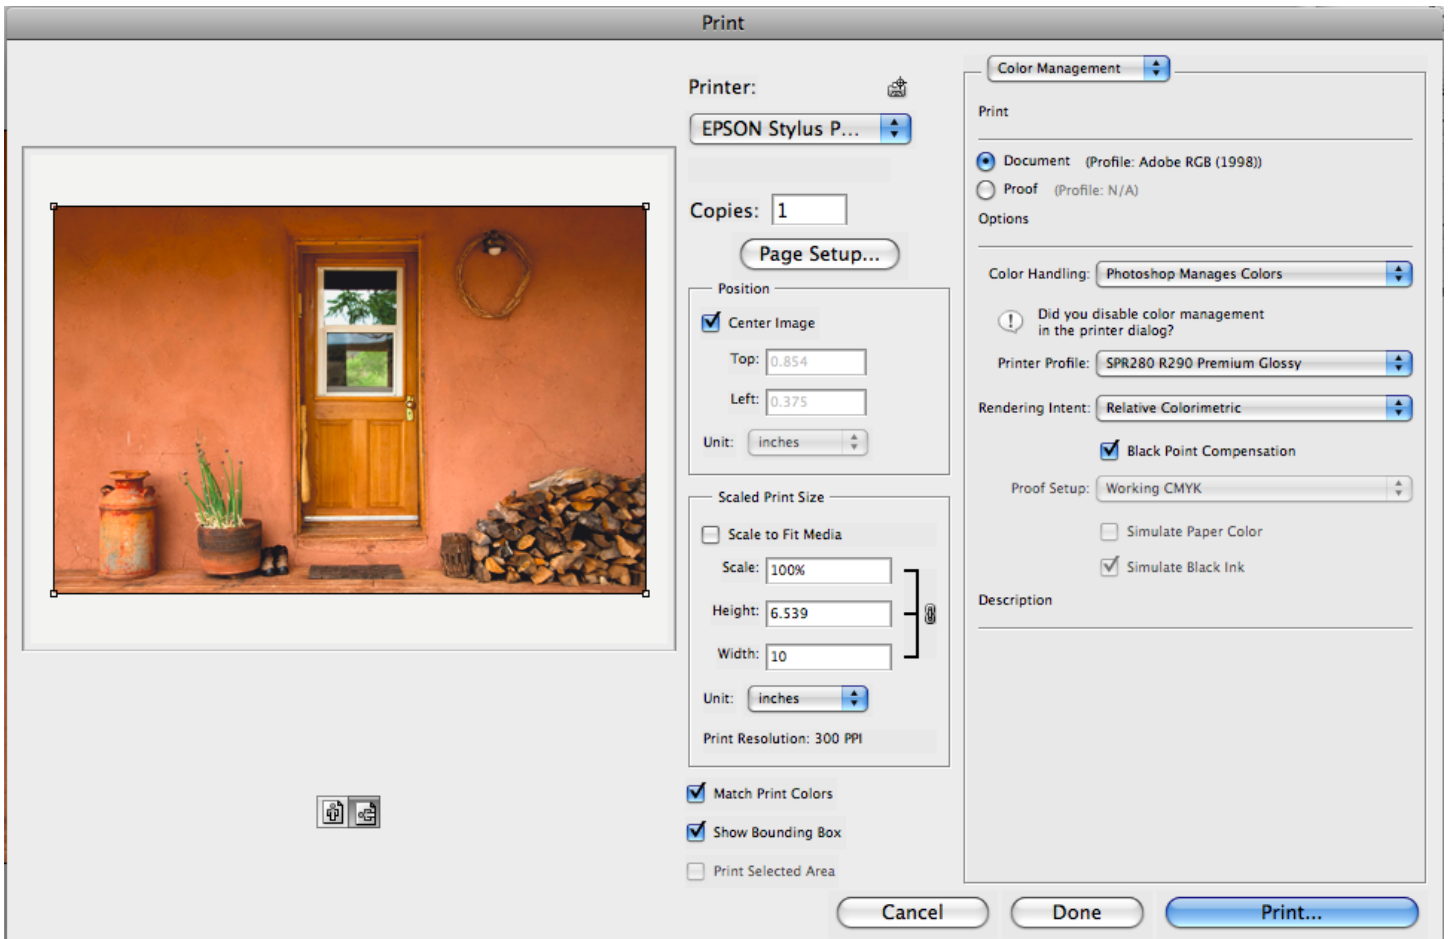 Print
Printer:
EPSON Stylus P...
Copies: 1
Page Setup...
Position
Center Image
Top: 0.854
Left: 0.375
Unit: inches
Scaled Print Size
Scale to Fit Media
Scale: 100%
Height: 6.539
Width: 10
Unit: inches
Print Resolution: 300 PPI
Match Print Colors
Show Bounding Box
Print Selected Area
Color Management
Print
Document (Profile: Adobe RGB (1998))
Proof (Profile: N/A)
Options
Color Handling: Photoshop Manages Colors
Did you disable color management
in the printer dialog?
Printer Profile: SPR280 R290 Premium Glossy
Rendering Intent: Relative Colorimetric
Black Point Compensation
Proof Setup: Working CMYK
Simulate Paper Color
Simulate Black Ink
Description
Cancel
Done
Print...